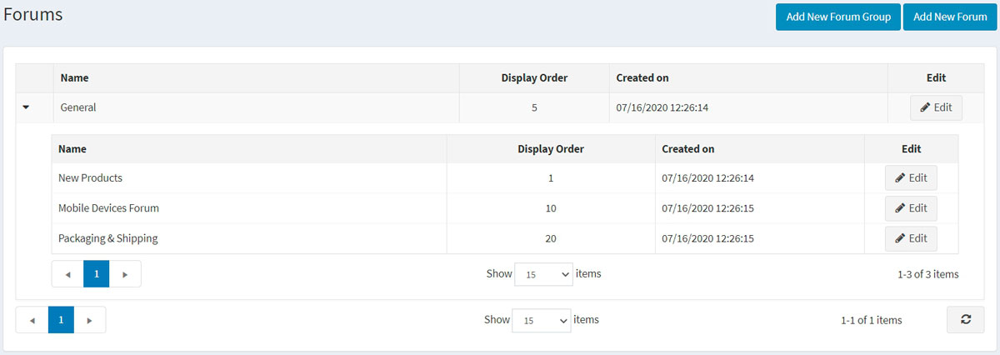 Forums Add New Forum Group Add New Forum
Name Display Order Created on Edit
General 5 07/16/2020 12:26:14 Edit
Name Display Order Created on Edit
New Products 1 07/16/2020 12:26:14 Edit
Mobile Devices Forum 10 07/16/2020 12:26:15 Edit
Packaging & Shipping 20 07/16/2020 12:26:15 Edit
1 Show 15 items 1-3 of 3 items
1 Show 15 items 1-1 of 1 items